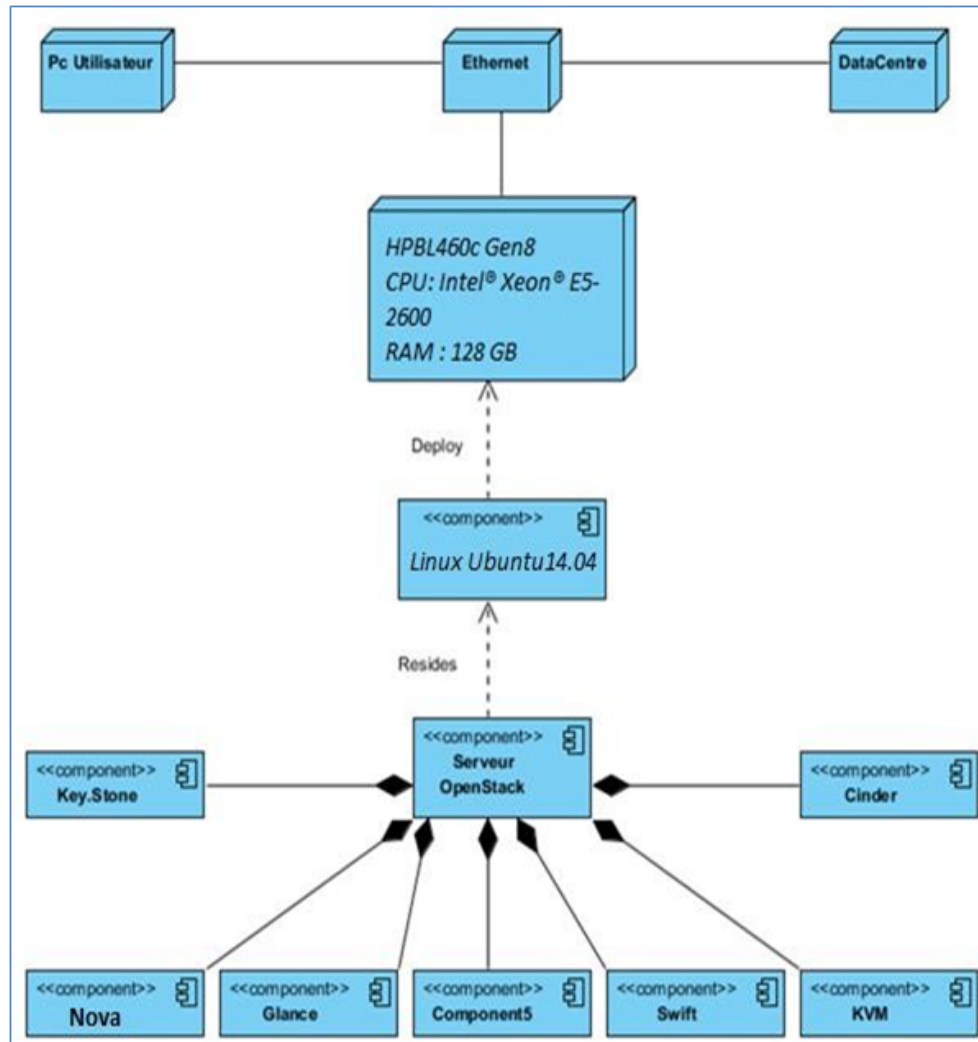 Pc Utilisateur
Ethernet
DataCentre
HPBL460c Gen8
CPU: Intel® Xeon® E5-
2600
RAM : 128 GB
Deploy
<<component>>
Linux Ubuntu14.04
Resides
<<component>>
Serveur
OpenStack
<<component>>
Key.Stone
<<component>>
Cinder
<<component>>
Nova
<<component>>
Glance
<<component>>
Component5
<<component>>
Swift
<<component>>
KVM